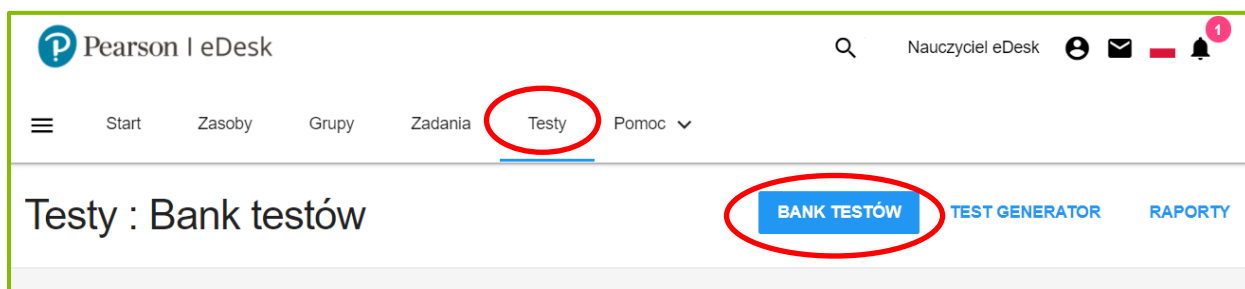 Pearson | eDesk
Nauczyciel eDesk
1
Start Zasoby Grupy Zadania Testy Pomoc
Testy : Bank testów
BANK TESTÓW TEST GENERATOR RAPORTY